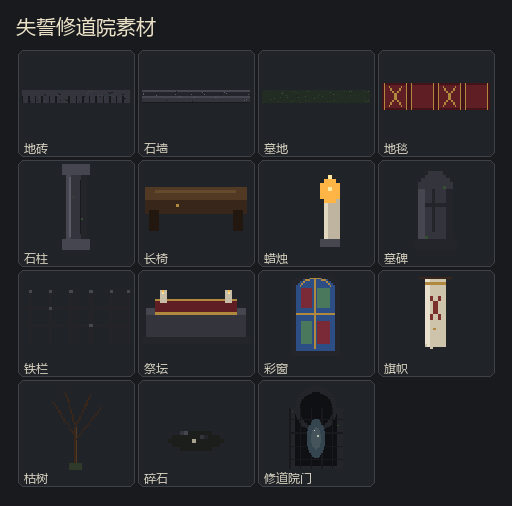 失誓修道院素材
地砖
石墙
墓地
地毯
石柱
长椅
蜡烛
墓碑
铁栏
祭坛
彩窗
旗帜
枯树
碎石
修道院门